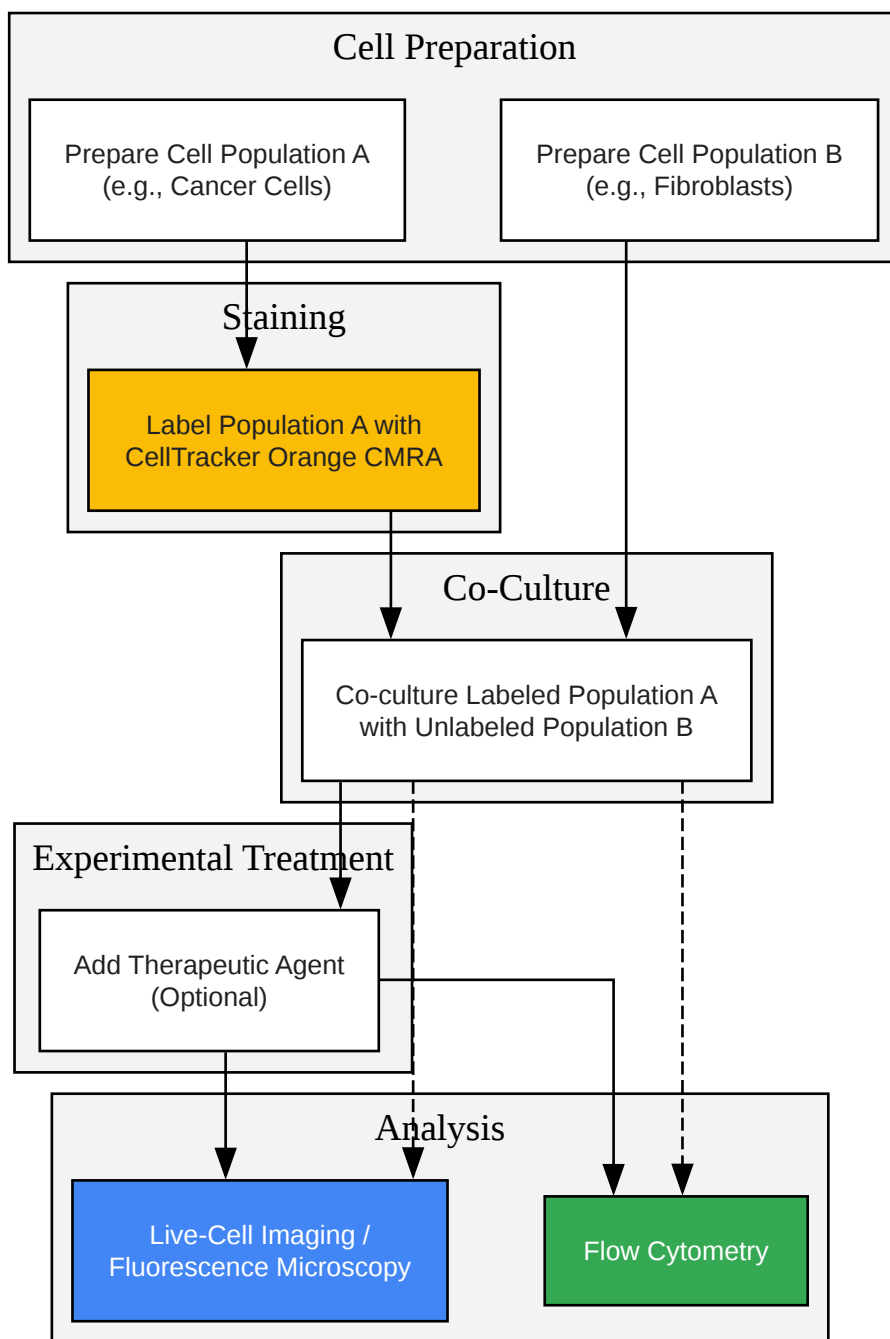 Cell Preparation
Prepare Cell Population A
(e.g., Cancer Cells)
Prepare Cell Population B
(e.g., Fibroblasts)
Staining
Label Population A with
CellTracker Orange CMRA
Co-Culture
Co-culture Labeled Population A
with Unlabeled Population B
Experimental Treatment
Add Therapeutic Agent
(Optional)
Analysis
Live-Cell Imaging /
Fluorescence Microscopy
Flow Cytometry